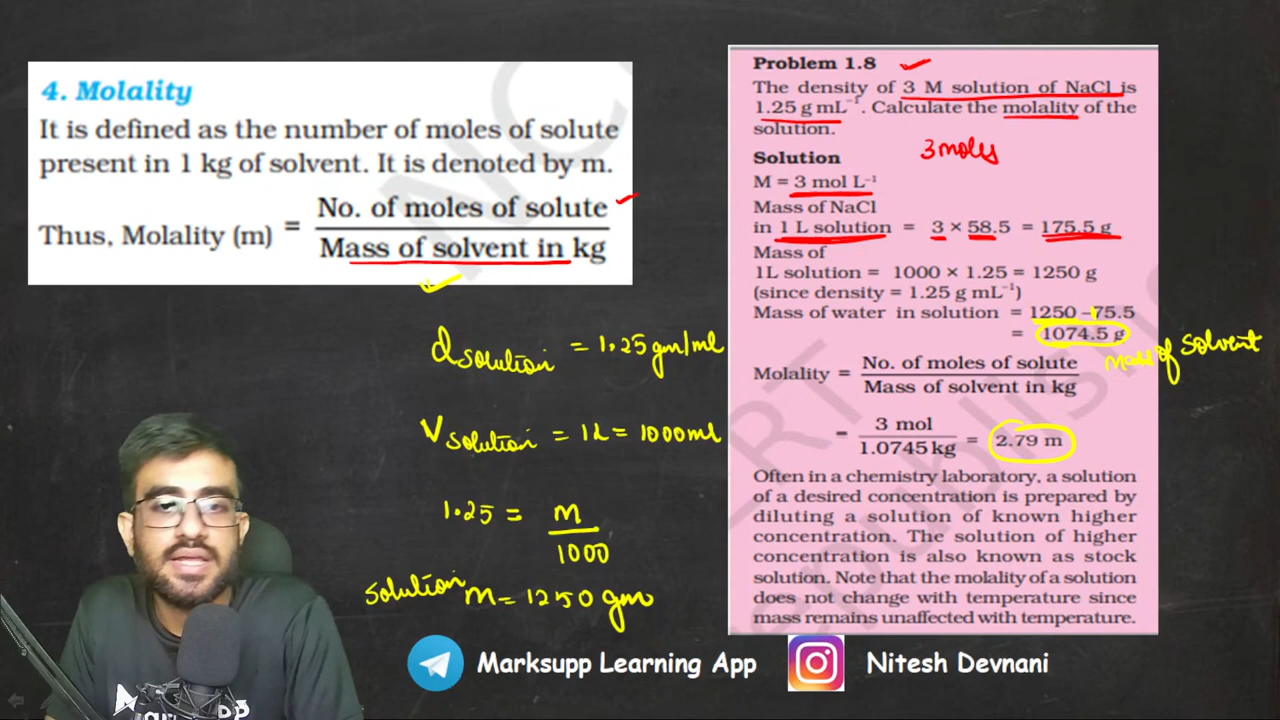 4. Molality
It is defined as the number of moles of solute
present in 1 kg of solvent. It is denoted by m.
Thus, Molality (m) = No. of moles of solute
Mass of solvent in kg
d solution = 1.25 gm/ml
V solution = 1L = 1000 ml
1.25 = m
1000
solution m = 1250 gm
Problem 1.8
The density of 3 M solution of NaCl is
1.25 g mL⁻¹. Calculate the molality of the
solution.
3 moles
Solution
M = 3 mol L⁻¹
Mass of NaCl
in 1 L solution = 3 × 58.5 = 175.5 g
Mass of
1L solution = 1000 × 1.25 = 1250 g
(since density = 1.25 g mL⁻¹)
Mass of water in solution = 1250 –75.5
= 1074.5 g
mass of solvent
Molality = No. of moles of solute
Mass of solvent in kg
= 3 mol
1.0745 kg = 2.79 m
Often in a chemistry laboratory, a solution
of a desired concentration is prepared by
diluting a solution of known higher
concentration. The solution of higher
concentration is also known as stock
solution. Note that the molality of a solution
does not change with temperature since
mass remains unaffected with temperature.
Marksupp Learning App
Nitesh Devnani